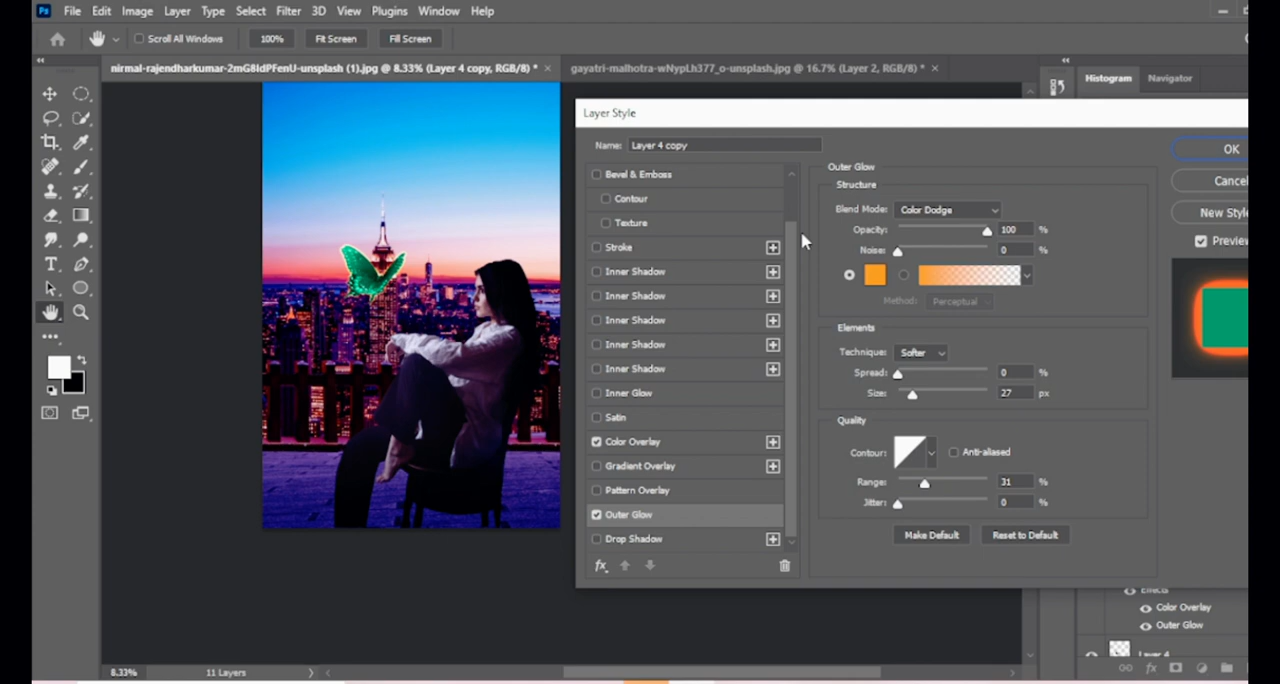 Ps File Edit Image Layer Type Select Filter 3D View Plugins Window Help
Scroll All Windows 100% Fit Screen Fill Screen
nirmal-rajendharkumar-2mG8IdPFenU-unsplash (1).jpg @ 8.33% (Layer 4 copy, RGB/8) * × gayatri-malhotra-wNypLh377_o-unsplash.jpg @ 16.7% (Layer 2, RGB/8) * ×
Histogram Navigator
Layer Style
Name: Layer 4 copy
Bevel & Emboss
Contour
Texture
Stroke
Inner Shadow
Inner Shadow
Inner Shadow
Inner Shadow
Inner Shadow
Inner Glow
Satin
Color Overlay
Gradient Overlay
Pattern Overlay
Outer Glow
Drop Shadow
fx
Outer Glow
Structure
Blend Mode: Color Dodge
Opacity: 100 %
Noise: 0 %
Method: Perceptual
Elements
Technique: Softer
Spread: 0 %
Size: 27 px
Quality
Contour: Anti-aliased
Range: 31 %
Jitter: 0 %
Make Default Reset to Default
OK
Cancel
New Style
Preview
Effects
Color Overlay
Outer Glow
Layer 4
fx
8.33% 11 Layers